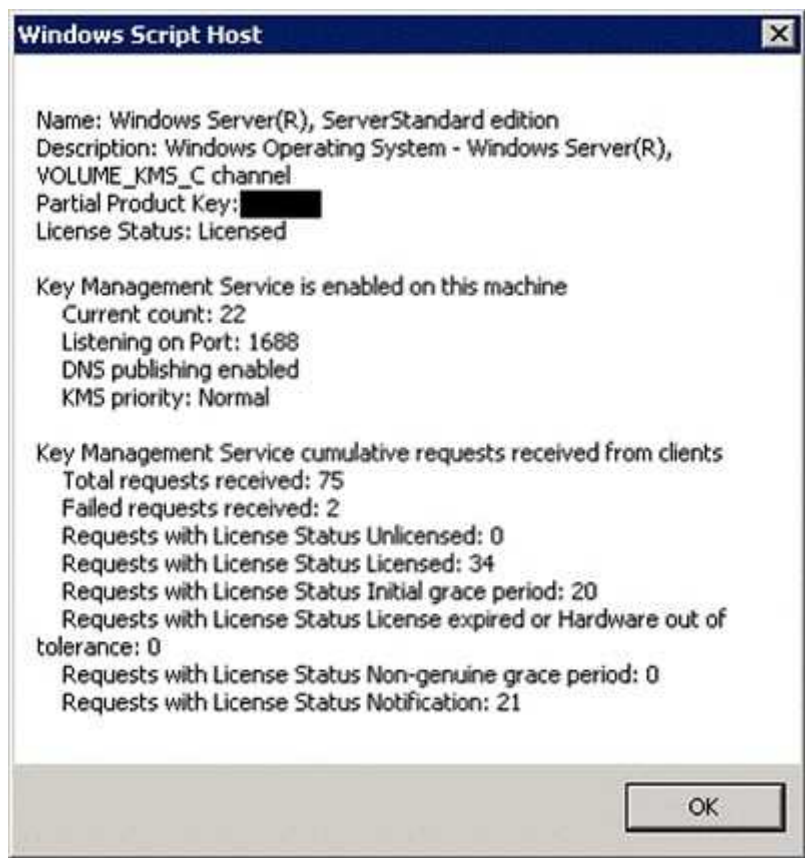 Windows Script Host
Name: Windows Server(R), ServerStandard edition
Description: Windows Operating System - Windows Server(R),
VOLUME_KMS_C channel
Partial Product Key:
License Status: Licensed
Key Management Service is enabled on this machine
Current count: 22
Listening on Port: 1688
DNS publishing enabled
KMS priority: Normal
Key Management Service cumulative requests received from clients
Total requests received: 75
Failed requests received: 2
Requests with License Status Unlicensed: 0
Requests with License Status Licensed: 34
Requests with License Status Initial grace period: 20
Requests with License Status License expired or Hardware out of
tolerance: 0
Requests with License Status Non-genuine grace period: 0
Requests with License Status Notification: 21
OK